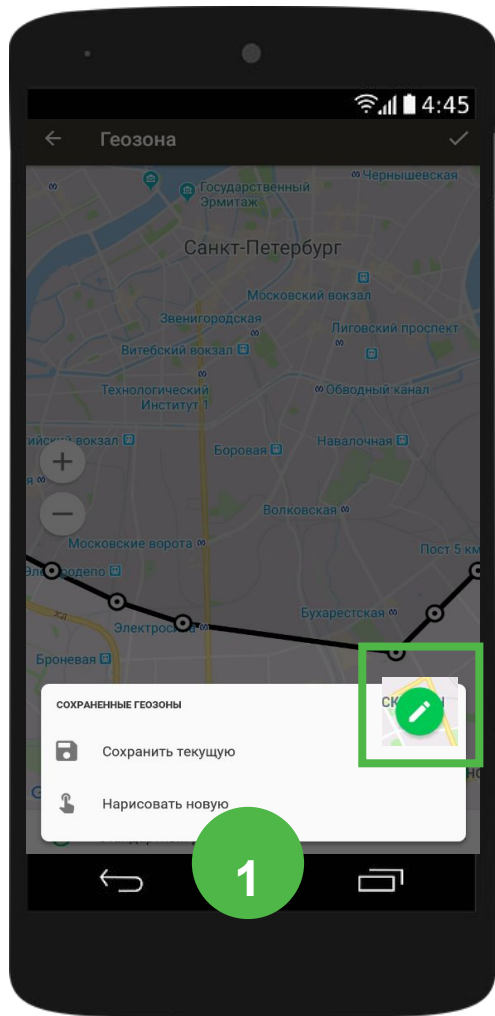 4:45
Геозона
Чернышевская
Государственный
Эрмитаж
Санкт-Петербург
Московский вокзал
Звенигородская
Лиговский проспект
Витебский вокзал
Технологический
Институт 1
Обводный канал
вокзал
Боровая
Навалочная
Волковская
Московские ворота
Пост 5 км
Бухарестская
Броневая
СОХРАНЕННЫЕ ГЕОЗОНЫ
Сохранить текущую
Нарисовать новую
1